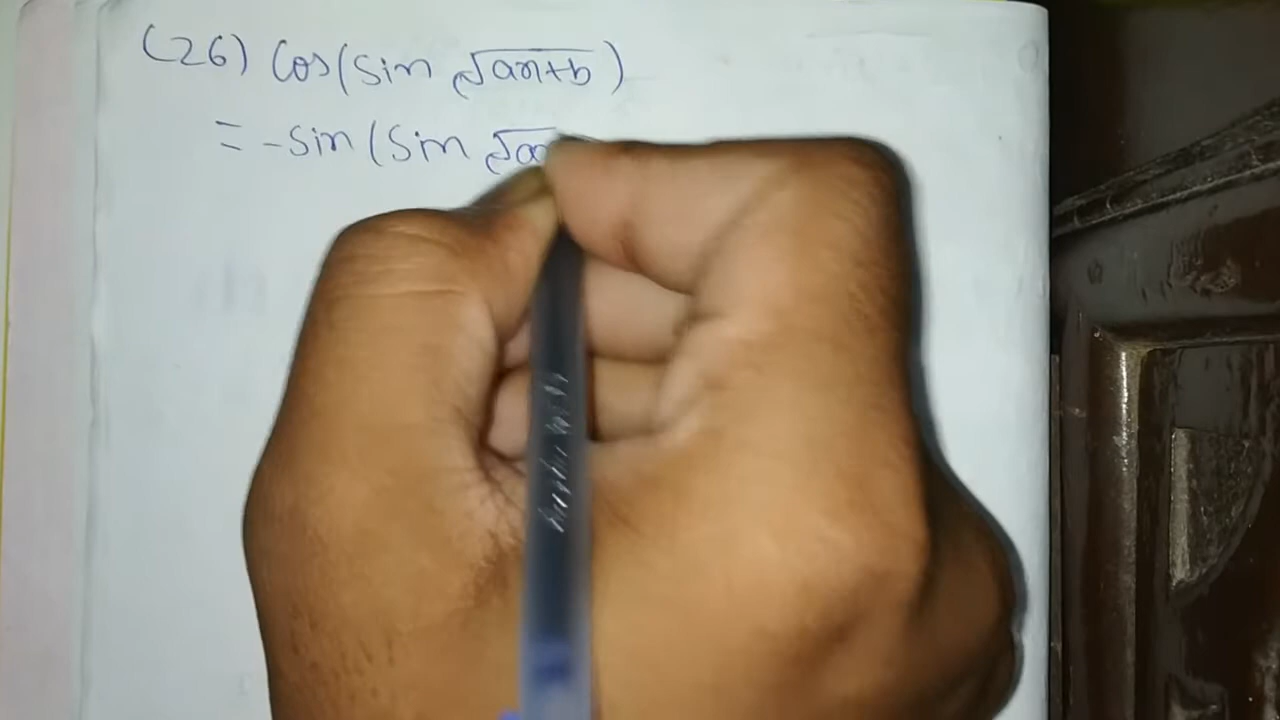 (26) Cos(Sin √ax+b)
= -Sin (Sin √a